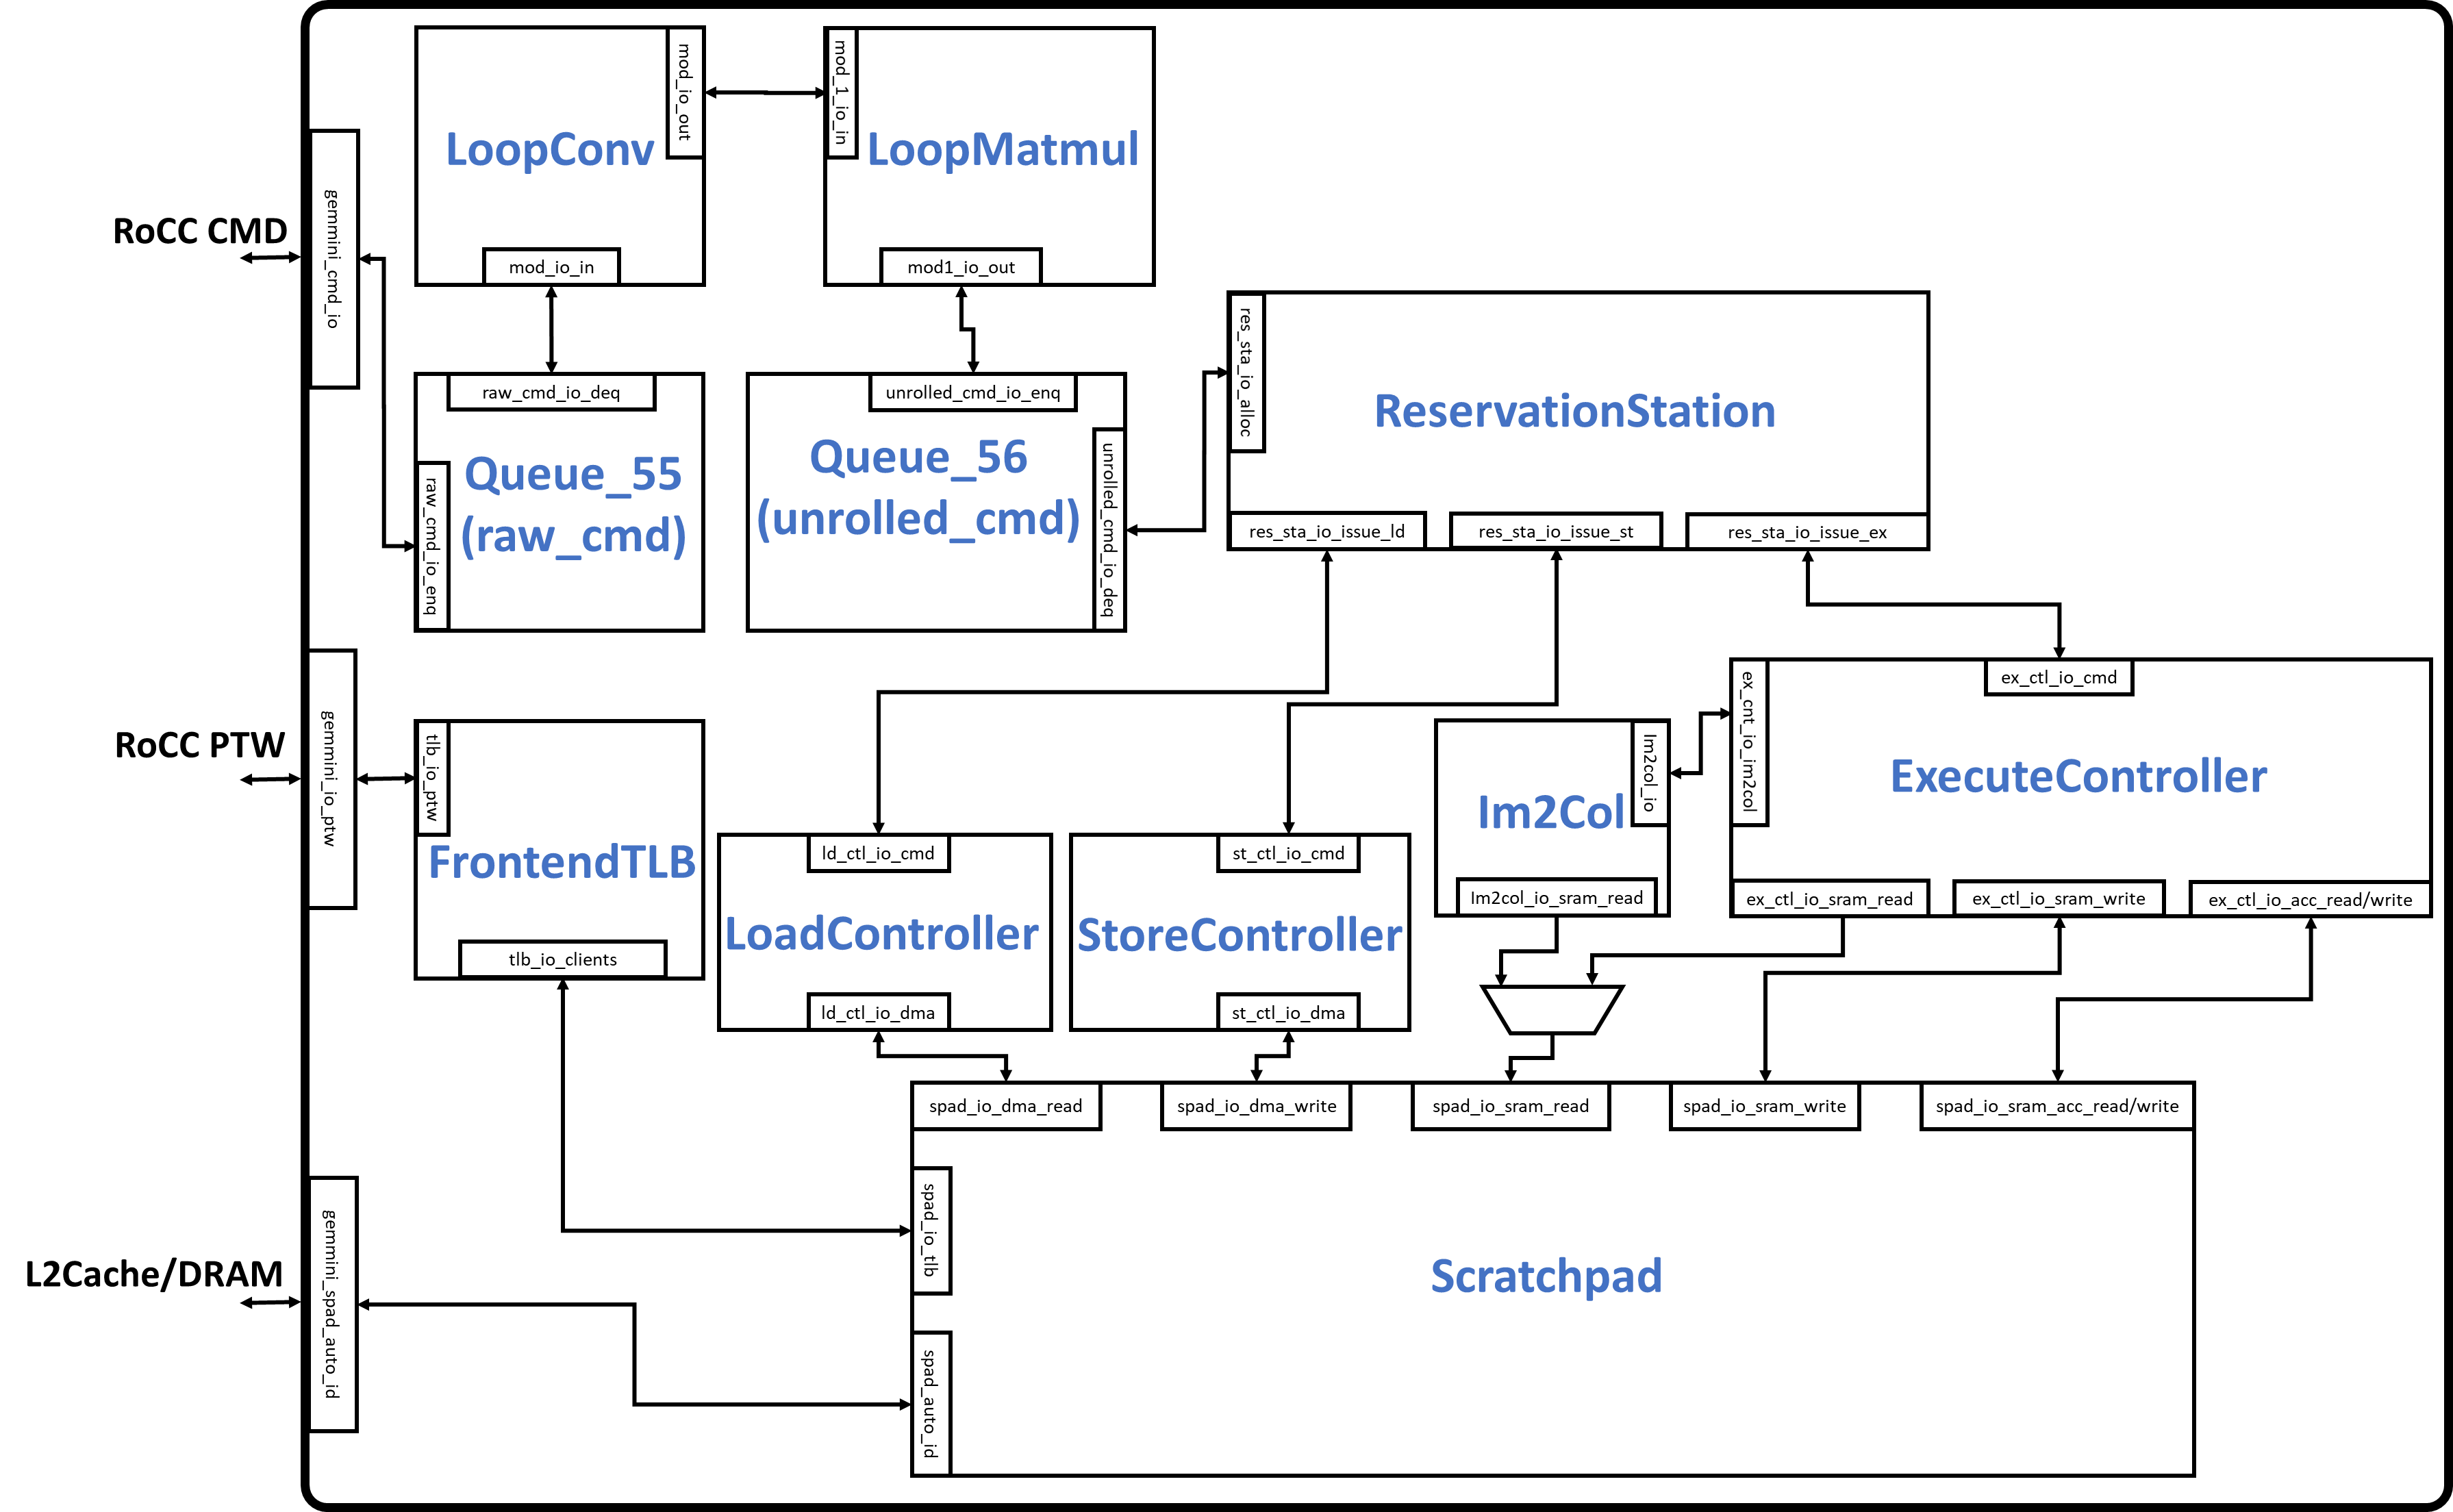 RoCC CMD
gemmini_cmd_io
LoopConv
mod_io_out
mod_io_in
LoopMatmul
mod_1_io_in
mod1_io_out
raw_cmd_io_deq
Queue_55
(raw_cmd)
raw_cmd_io_enq
unrolled_cmd_io_enq
Queue_56
(unrolled_cmd)
unrolled_cmd_io_deq
res_sta_io_alloc
ReservationStation
res_sta_io_issue_ld
res_sta_io_issue_st
res_sta_io_issue_ex
RoCC PTW
gemmini_io_ptw
tlb_io_ptw
FrontendTLB
tlb_io_clients
ld_ctl_io_cmd
LoadController
ld_ctl_io_dma
st_ctl_io_cmd
StoreController
st_ctl_io_dma
Im2Col
Im2col_io
Im2col_io_sram_read
ex_cnt_io_im2col
ex_ctl_io_cmd
ExecuteController
ex_ctl_io_sram_read
ex_ctl_io_sram_write
ex_ctl_io_acc_read/write
L2Cache/DRAM
gemmini_spad_auto_id
spad_io_dma_read
spad_io_dma_write
spad_io_sram_read
spad_io_sram_write
spad_io_sram_acc_read/write
spad_io_tlb
Scratchpad
spad_auto_id